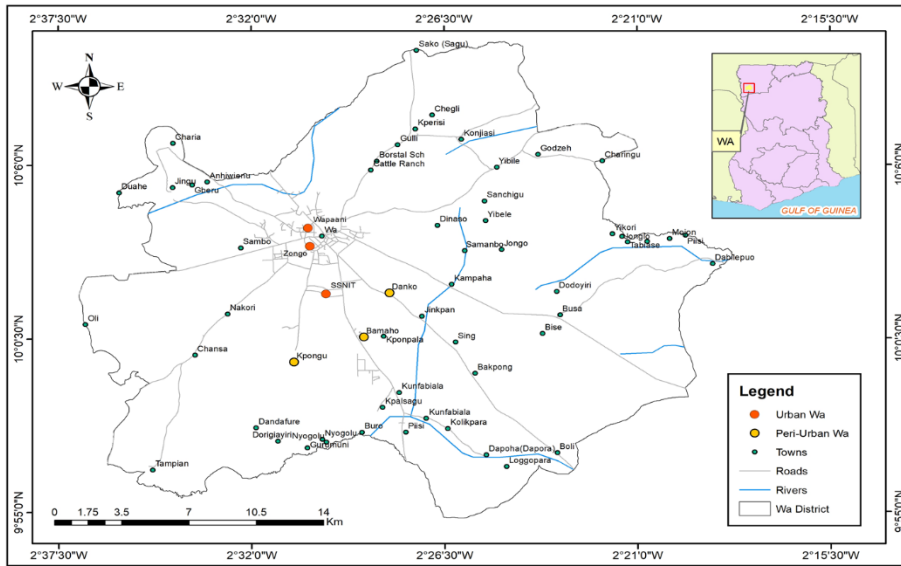 2°37'30"W 2°32'0"W 2°26'30"W 2°21'0"W 2°15'30"W
N
W E
S
Sako (Sagu)
Chegli
Kperisi
Konjiasi
Gulli
Charia
Borstal Sch
Cattle Ranch
Yibile
Godzeh
Charingu
WA
GULF OF GUINEA
10°6'0"N
10°6'0"N
Duahe
Jingu
Gberu
Anhiwienu
Sanchigu
Yibele
Dinaso
Wapaani
Wa
Zongo
Sambo
Samanbo
Jongo
Yikori
Jonglo
Tabiase
Mojon
Piisi
Dabilepuo
SSNIT
Danko
Kampaha
Dodoyiri
Nakori
Oli
Jinkpan
Busa
Bise
Bamaho
Kponpala
Sing
10°0'30"N
10°0'30"N
Chansa
Kpongu
Bakpong
Kunfabiala
Kpalsagu
Kunfabiala
Kolikpara
Dandafure
Dorigiayiri
Nyogolu
Nyogolu
Guremuni
Buro
Piisi
Tampian
Dapoha(Dapora)
Boli
Loggopara
Legend
Urban Wa
Peri-Urban Wa
Towns
Roads
Rivers
Wa District
0 1.75 3.5 7 10.5 14
Km
9°55'0"N
9°55'0"N
2°37'30"W 2°32'0"W 2°26'30"W 2°21'0"W 2°15'30"W